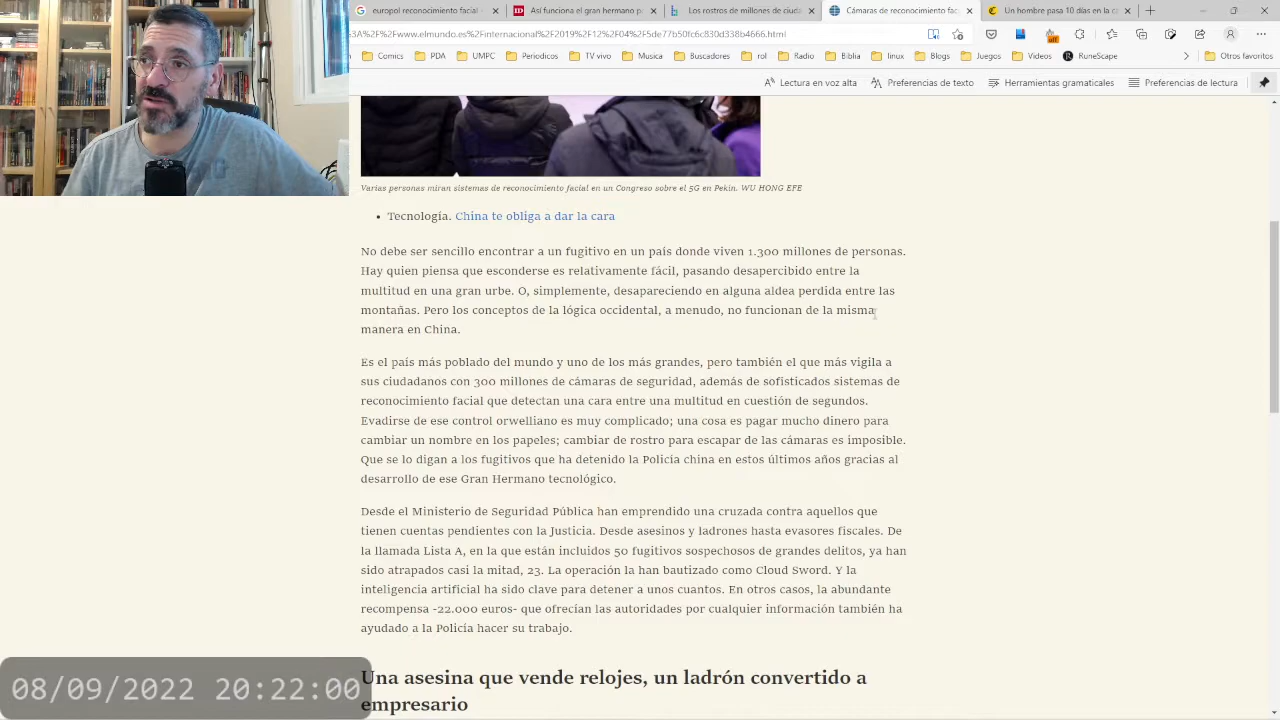 europol reconocimiento facial
Así funciona el gran hermano po
Los rostros de millones de ciuda
Cámaras de reconocimiento fac
Un hombre pasa 10 días en la c
3A%2F%2Fwww.elmundo.es%2Finternacional%2F2019%2F12%2F04%2F5de77b50fc6c830d338b4666.html
Comics PDA UMPC Periodicos TV vivo Musica Buscadores rol Radio Biblia linux Blogs Juegos Videos RuneScape Otros favoritos
Lectura en voz alta Preferencias de texto Herramientas gramaticales Preferencias de lectura
Varias personas miran sistemas de reconocimiento facial en un Congreso sobre el 5G en Pekín. WU HONG EFE
• Tecnología. China te obliga a dar la cara
No debe ser sencillo encontrar a un fugitivo en un país donde viven 1.300 millones de personas.
Hay quien piensa que esconderse es relativamente fácil, pasando desapercibido entre la
multitud en una gran urbe. O, simplemente, desapareciendo en alguna aldea perdida entre las
montañas. Pero los conceptos de la lógica occidental, a menudo, no funcionan de la misma
manera en China.
Es el país más poblado del mundo y uno de los más grandes, pero también el que más vigila a
sus ciudadanos con 300 millones de cámaras de seguridad, además de sofisticados sistemas de
reconocimiento facial que detectan una cara entre una multitud en cuestión de segundos.
Evadirse de ese control orwelliano es muy complicado; una cosa es pagar mucho dinero para
cambiar un nombre en los papeles; cambiar de rostro para escapar de las cámaras es imposible.
Que se lo digan a los fugitivos que ha detenido la Policía china en estos últimos años gracias al
desarrollo de ese Gran Hermano tecnológico.
Desde el Ministerio de Seguridad Pública han emprendido una cruzada contra aquellos que
tienen cuentas pendientes con la Justicia. Desde asesinos y ladrones hasta evasores fiscales. De
la llamada Lista A, en la que están incluidos 50 fugitivos sospechosos de grandes delitos, ya han
sido atrapados casi la mitad, 23. La operación la han bautizado como Cloud Sword. Y la
inteligencia artificial ha sido clave para detener a unos cuantos. En otros casos, la abundante
recompensa -22.000 euros- que ofrecían las autoridades por cualquier información también ha
ayudado a la Policía hacer su trabajo.
Una asesina que vende relojes, un ladrón convertido a
empresario
08/09/2022 20:22:00